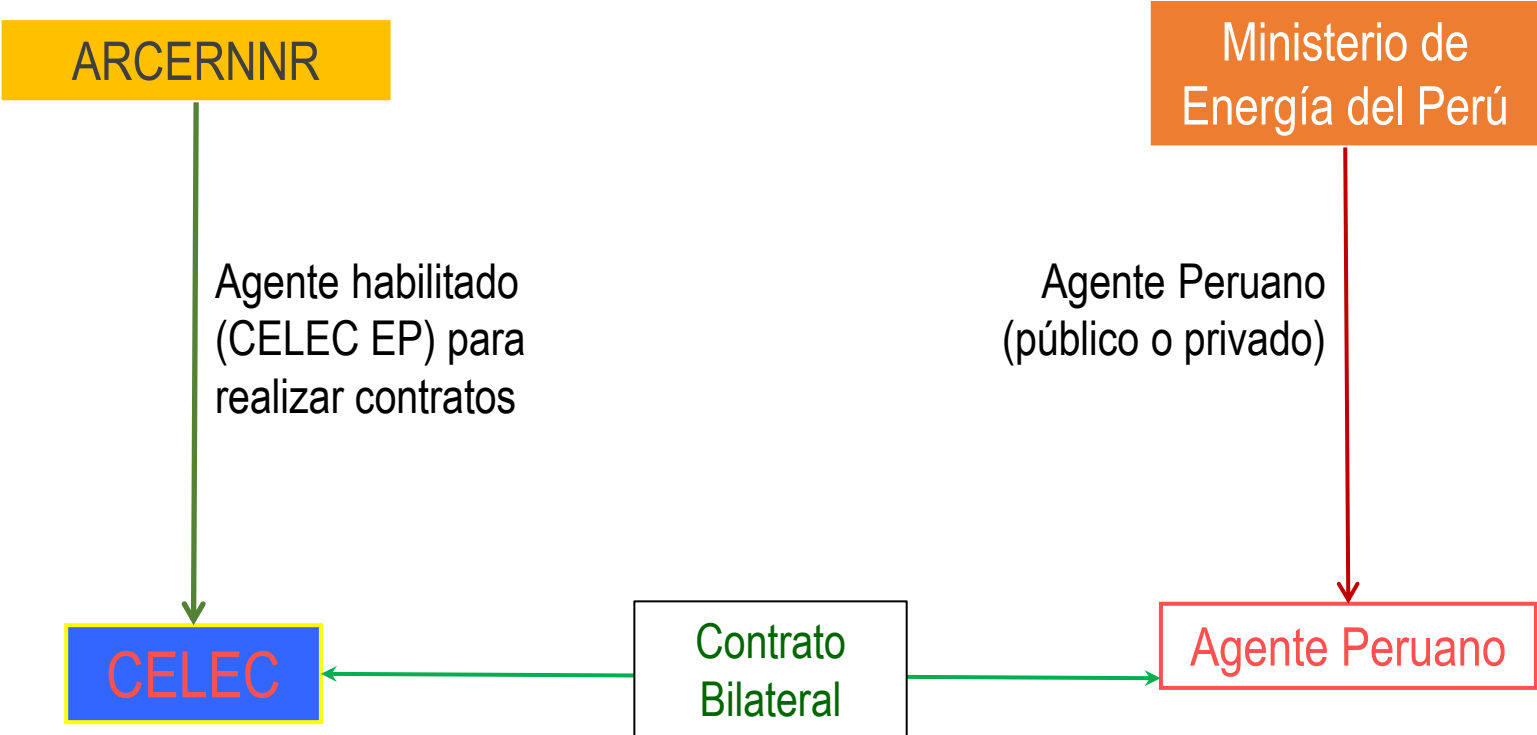 ARCERNNR
Ministerio de
Energía del Perú
Agente habilitado
(CELEC EP) para
realizar contratos
Agente Peruano
(público o privado)
CELEC
Contrato
Bilateral
Agente Peruano